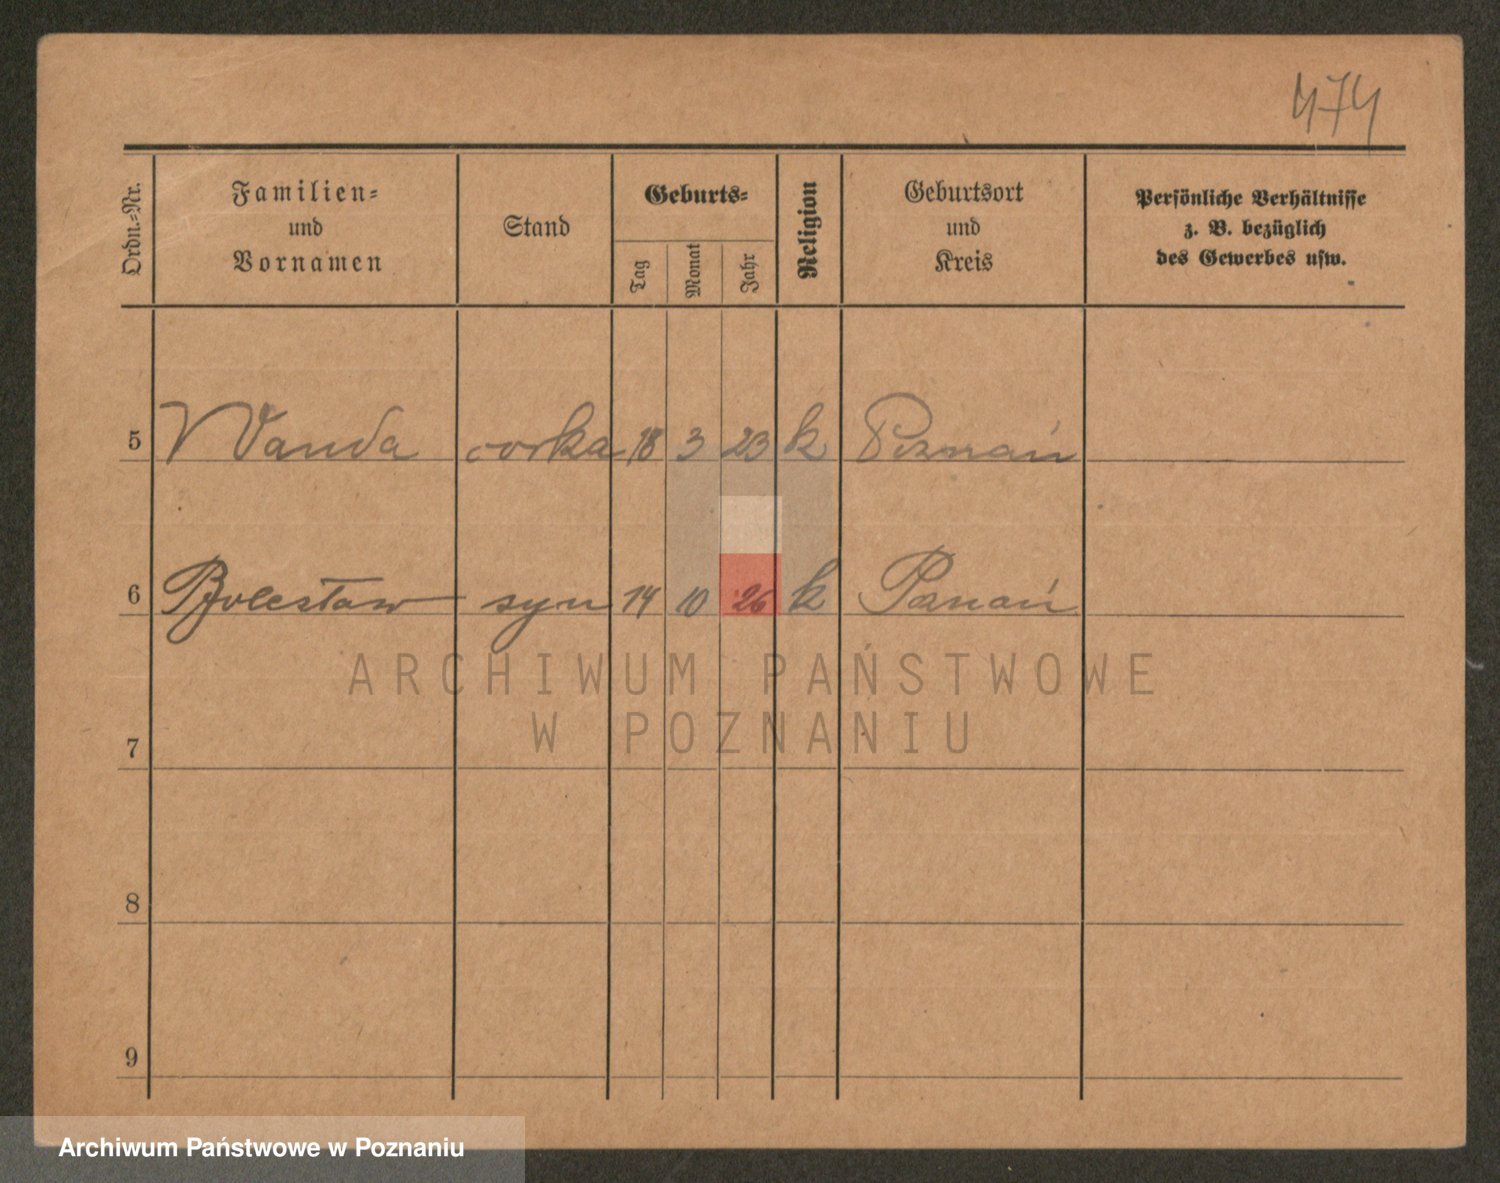 474
Ordn.-Nr.
Familien-
und
Vornamen
Stand
Geburts-
Tag
Monat
Jahr
Religion
Geburtsort
und
Kreis
Persönliche Verhältnisse
z. B. bezüglich
des Gewerbes usw.
5 Wanda corka 18 3 23 k Poznań
6 Bolesław syn 14 10 26 k Poznań
ARCHIWUM PAŃSTWOWE
W POZNANIU
7
8
9
Archiwum Państwowe w Poznaniu